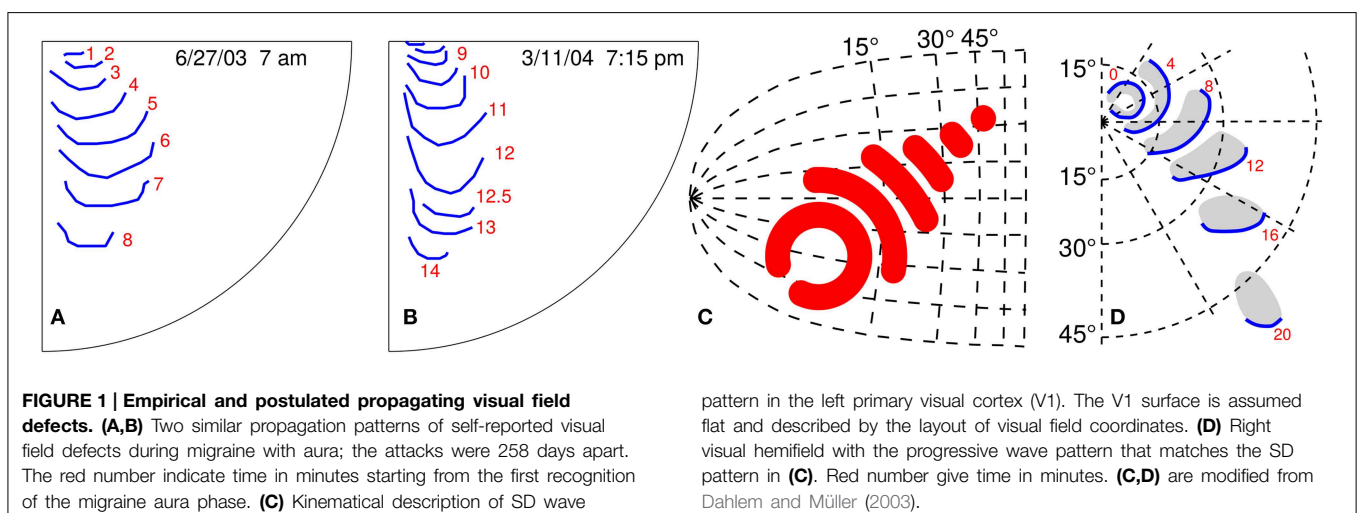 6/27/03 7 am
1 2
3
4
5
6
7
8
A
3/11/04 7:15 pm
9
10
11
12
12.5
13
14
B
15° 30° 45°
C
15°
0
4
8
12
15°
16
30°
20
45°
D
FIGURE 1 | Empirical and postulated propagating visual field
defects. (A,B) Two similar propagation patterns of self-reported visual
field defects during migraine with aura; the attacks were 258 days apart.
The red number indicate time in minutes starting from the first recognition
of the migraine aura phase. (C) Kinematical description of SD wave
pattern in the left primary visual cortex (V1). The V1 surface is assumed
flat and described by the layout of visual field coordinates. (D) Right
visual hemifield with the progressive wave pattern that matches the SD
pattern in (C). Red number give time in minutes. (C,D) are modified from
Dahlem and Müller (2003).